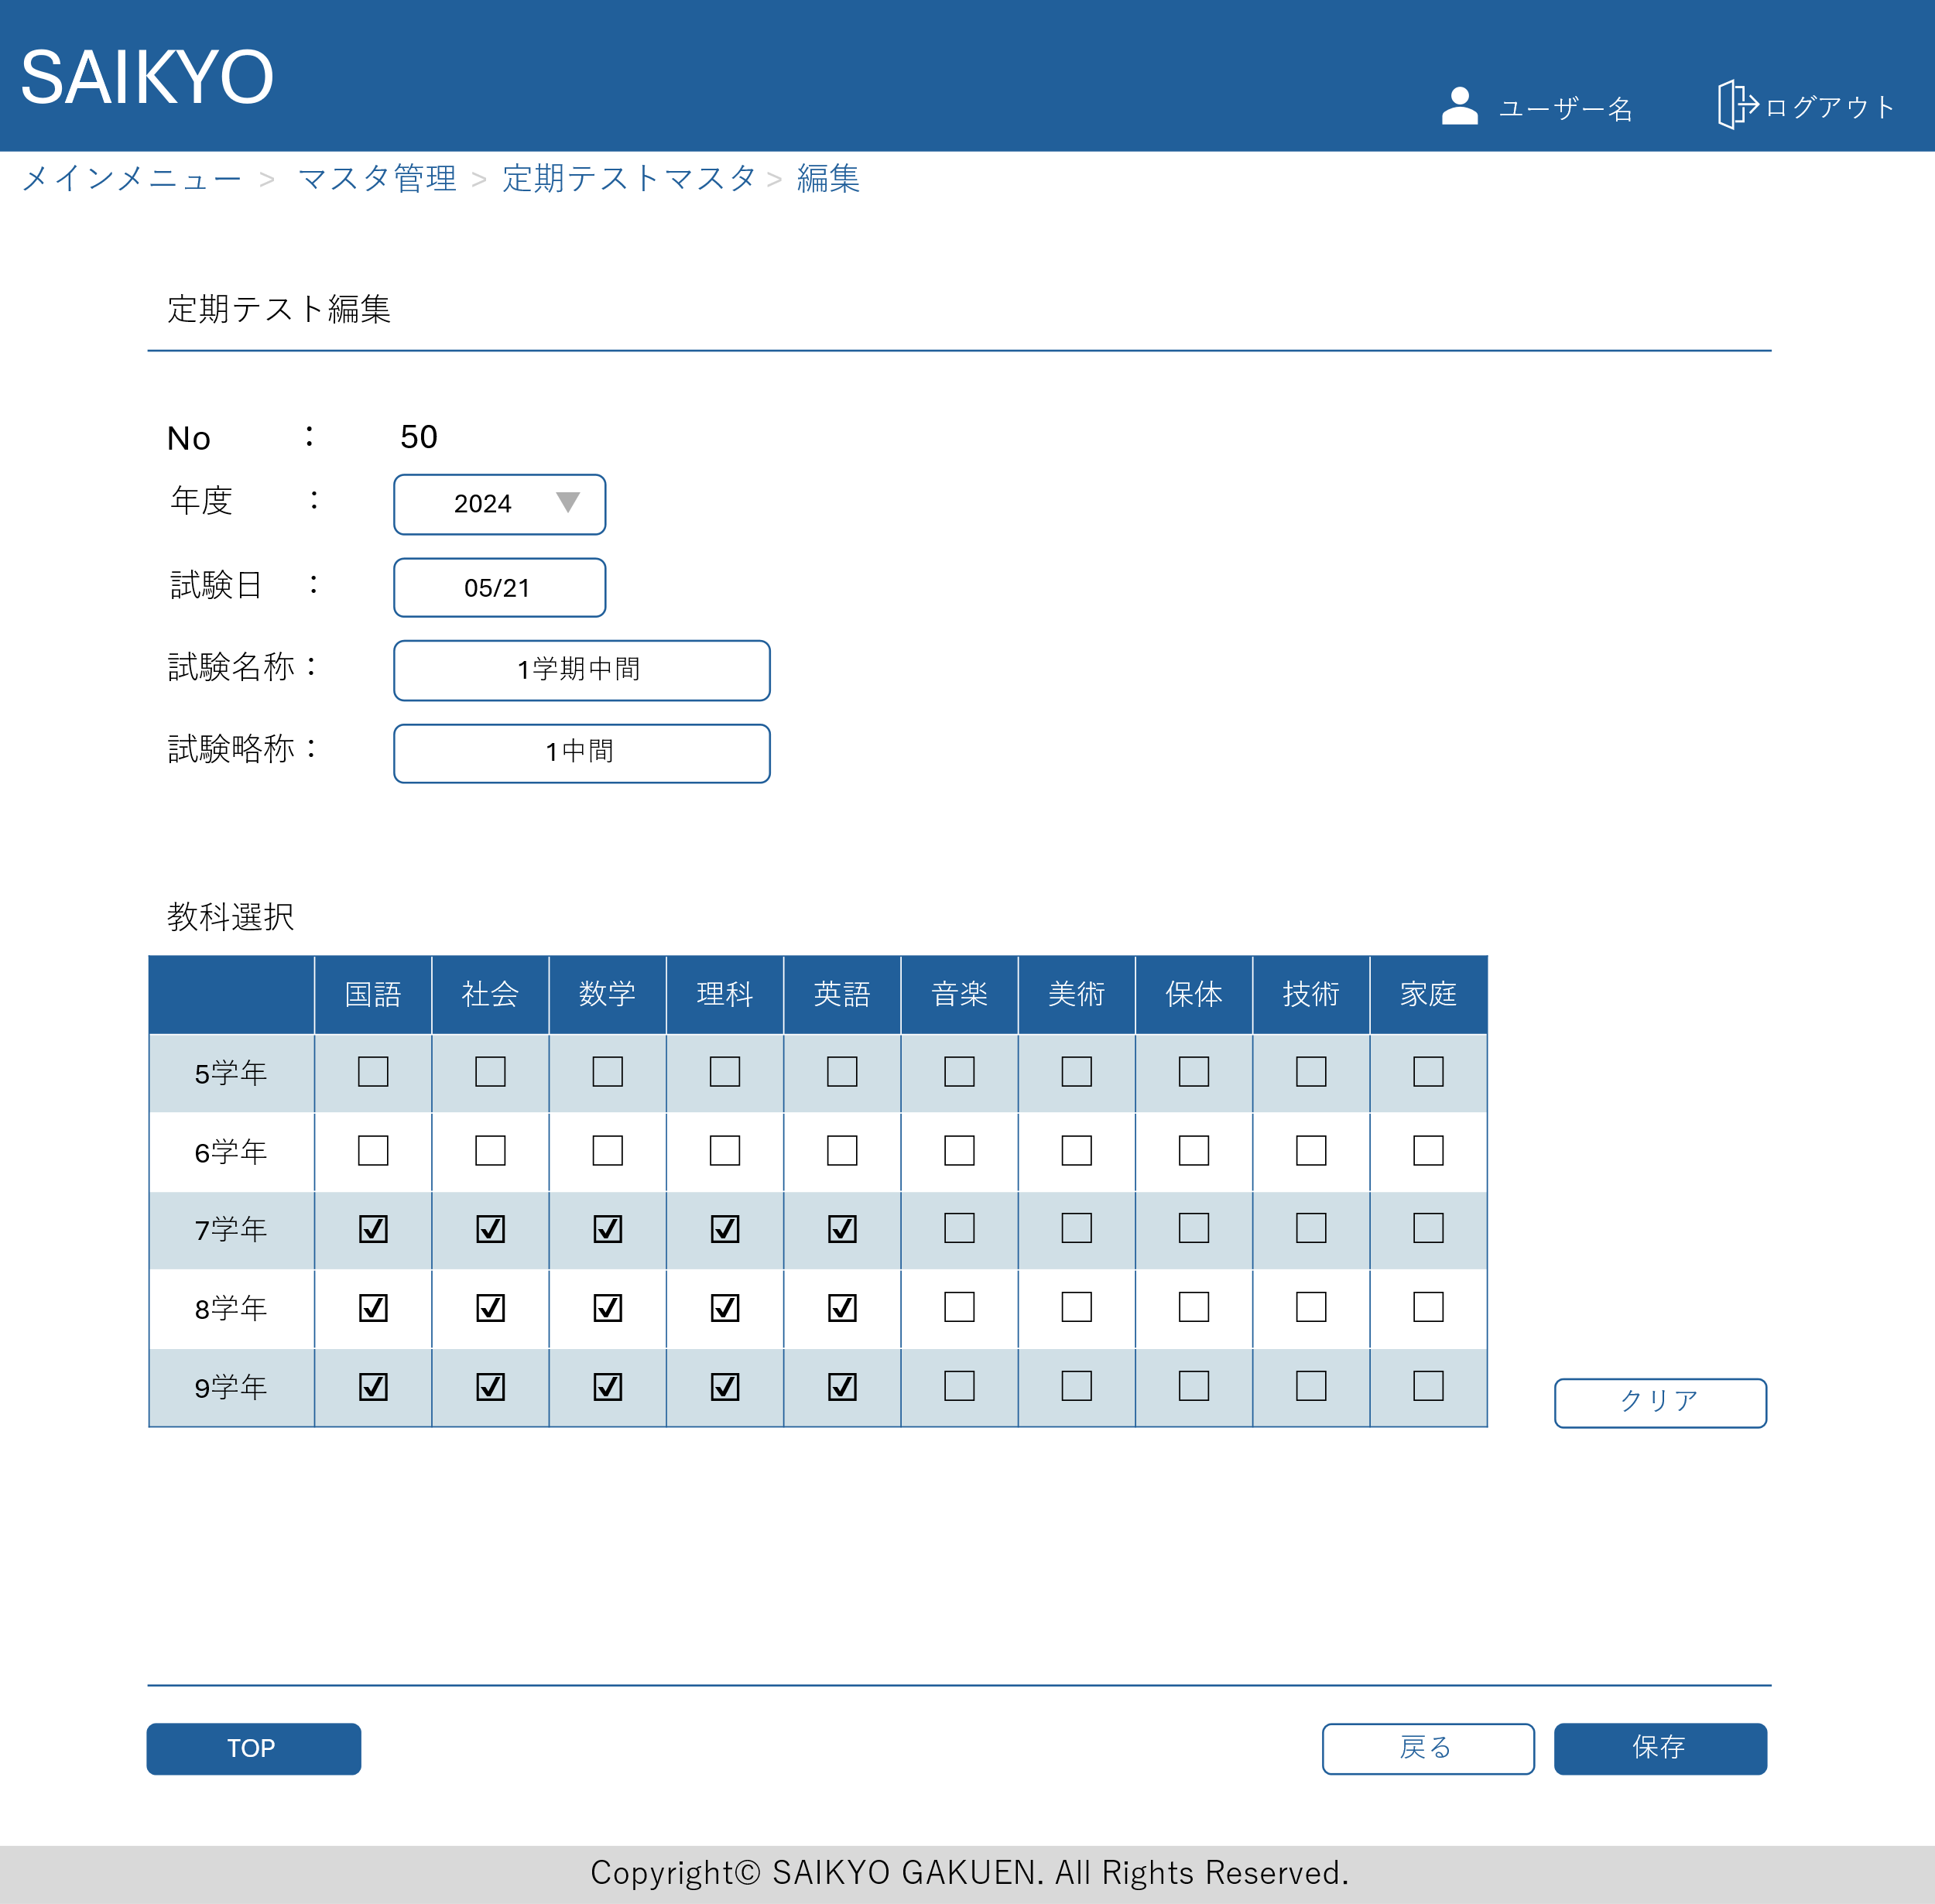 SAIKYO
ユーザー名 ログアウト
メインメニュー > マスタ管理 > 定期テストマスタ > 編集
定期テスト編集
No : 50
年度 : 2024 ▼
試験日 : 05/21
試験名称: 1学期中間
試験略称: 1中間
教科選択
国語 社会 数学 理科 英語 音楽 美術 保体 技術 家庭
5学年 □ □ □ □ □ □ □ □ □ □
6学年 □ □ □ □ □ □ □ □ □ □
7学年 ☑ ☑ ☑ ☑ ☑ □ □ □ □ □
8学年 ☑ ☑ ☑ ☑ ☑ □ □ □ □ □
9学年 ☑ ☑ ☑ ☑ ☑ □ □ □ □ □
クリア
TOP 戻る 保存
Copyright© SAIKYO GAKUEN. All Rights Reserved.